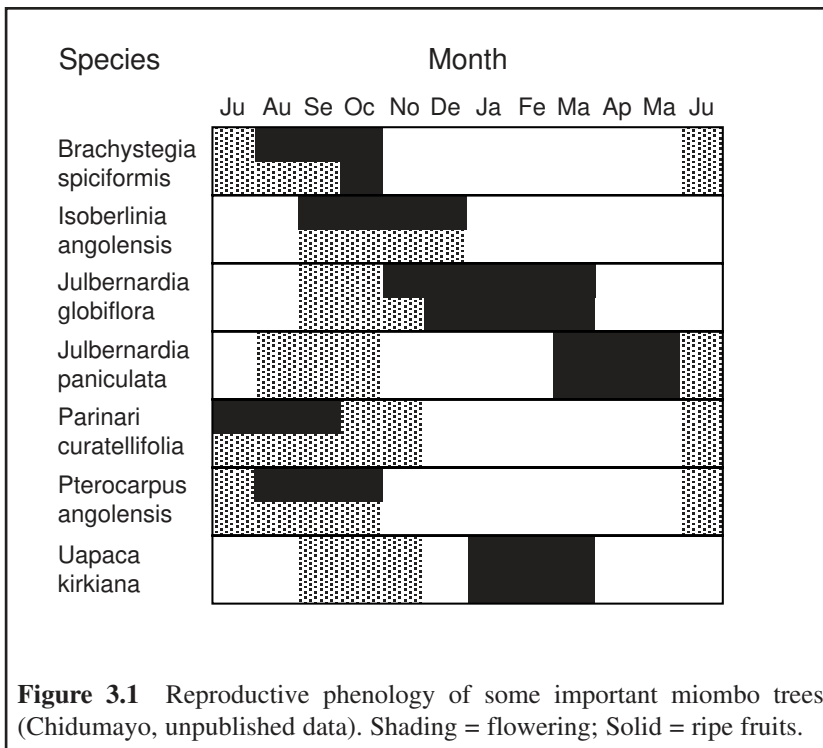 Species Month
Ju Au Se Oc No De Ja Fe Ma Ap Ma Ju
Brachystegia
spiciformis
Isoberlinia
angolensis
Julbernardia
globiflora
Julbernardia
paniculata
Parinari
curatellifolia
Pterocarpus
angolensis
Uapaca
kirkiana
Figure 3.1 Reproductive phenology of some important miombo trees
(Chidumayo, unpublished data). Shading = flowering; Solid = ripe fruits.